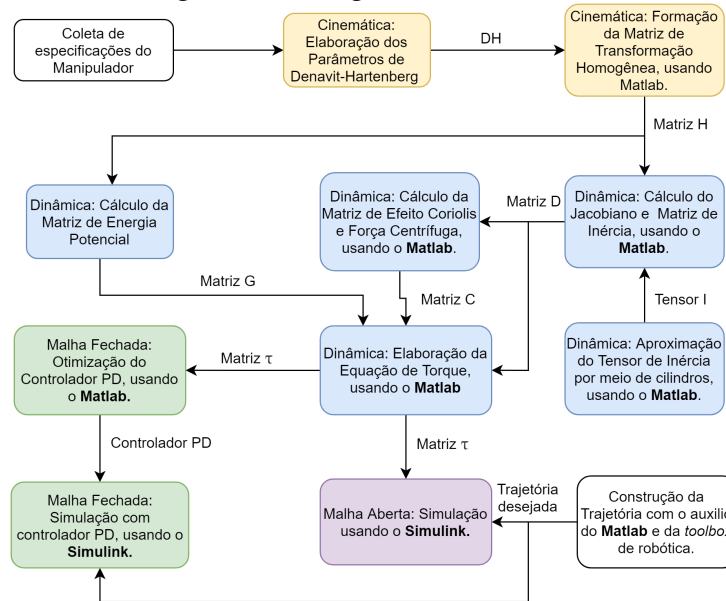 Coleta de
especificações do
Manipulador
Cinemática:
Elaboração dos
Parâmetros de
Denavit-Hartenberg
DH
Cinemática: Formação
da Matriz de
Transformação
Homogênea, usando
Matlab.
Matriz H
Dinâmica: Cálculo da
Matriz de Energia
Potencial
Dinâmica: Cálculo da
Matriz de Efeito Coriolis
e Força Centrífuga,
usando o Matlab.
Matriz D
Dinâmica: Cálculo do
Jacobiano e Matriz de
Inércia, usando o
Matlab.
Matriz G
Matriz C
Tensor I
Malha Fechada:
Otimização do
Controlador PD, usando
o Matlab.
Matriz τ
Dinâmica: Elaboração da
Equação de Torque,
usando o Matlab
Dinâmica: Aproximação
do Tensor de Inércia
por meio de cilindros,
usando o Matlab.
Controlador PD
Matriz τ
Malha Fechada:
Simulação com
controlador PD, usando o
Simulink.
Malha Aberta: Simulação
usando o Simulink.
Trajetória
desejada
Construção da
Trajetória com o auxilio
do Matlab e da toolbo
de robótica.